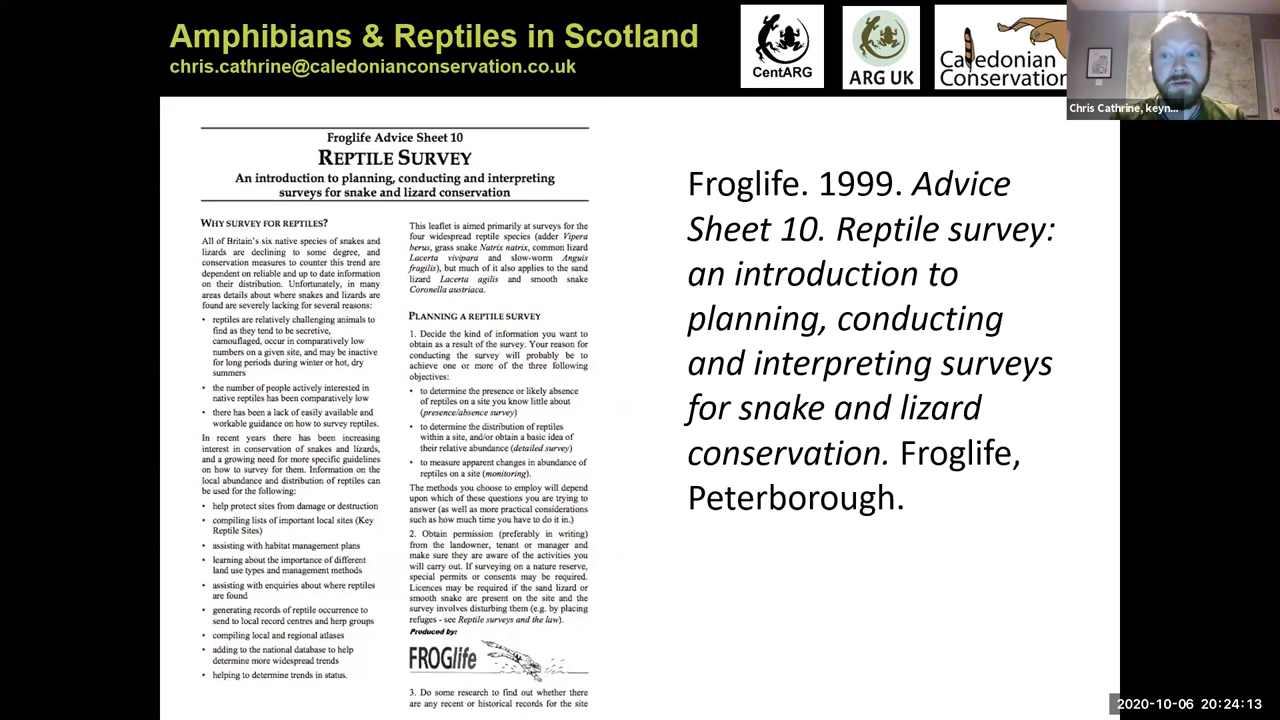 Amphibians & Reptiles in Scotland
chris.cathrine@caledonianconservation.co.uk
CentARG
ARG UK
Caledonian
Conservation
Chris Cathrine, keyn...
Froglife Advice Sheet 10
REPTILE SURVEY
An introduction to planning, conducting and interpreting
surveys for snake and lizard conservation
WHY SURVEY FOR REPTILES?
All of Britain's six native species of snakes and
lizards are declining to some degree, and
conservation measures to counter this trend are
dependent on reliable and up to date information
on their distribution. Unfortunately, in many
areas details about where snakes and lizards are
found are severely lacking for several reasons:
• reptiles are relatively challenging animals to
find as they tend to be secretive,
camouflaged, occur in comparatively low
numbers on a given site, and may be inactive
for long periods during winter or hot, dry
summers
• the number of people actively interested in
native reptiles has been comparatively low
• there has been a lack of easily available and
workable guidance on how to survey reptiles.
In recent years there has been increasing
interest in conservation of snakes and lizards,
and a growing need for more specific guidelines
on how to survey for them. Information on the
local abundance and distribution of reptiles can
be used for the following:
• help protect sites from damage or destruction
• compiling lists of important local sites (Key
Reptile Sites)
• assisting with habitat management plans
• learning about the importance of different
land use types and management methods
• assisting with enquiries about where reptiles
are found
• generating records of reptile occurrence to
send to local record centres and herp groups
• compiling local and regional atlases
• adding to the national database to help
determine more widespread trends
• helping to determine trends in status.
This leaflet is aimed primarily at surveys for the
four widespread reptile species (adder Vipera
berus, grass snake Natrix natrix, common lizard
Lacerta vivipara and slow-worm Anguis
fragilis), but much of it also applies to the sand
lizard Lacerta agilis and smooth snake
Coronella austriaca.
PLANNING A REPTILE SURVEY
1. Decide the kind of information you want to
obtain as a result of the survey. Your reason for
conducting the survey will probably be to
achieve one or more of the three following
objectives:
• to determine the presence or likely absence
of reptiles on a site you know little about
(presence/absence survey)
• to determine the distribution of reptiles
within a site, and/or obtain a basic idea of
their relative abundance (detailed survey)
• to measure apparent changes in abundance of
reptiles on a site (monitoring).
The methods you choose to employ will depend
upon which of these questions you are trying to
answer (as well as more practical considerations
such as how much time you have to do it in.)
2. Obtain permission (preferably in writing)
from the landowner, tenant or manager and
make sure they are aware of the activities you
will carry out. If surveying on a nature reserve,
special permits or consents may be required.
Licences may be required if the sand lizard or
smooth snake are present on the site and the
survey involves disturbing them (e.g. by placing
refuges - see Reptile surveys and the law).
Produced by:
FROGlife
3. Do some research to find out whether there
are any recent or historical records for the site
Froglife. 1999. Advice
Sheet 10. Reptile survey:
an introduction to
planning, conducting
and interpreting surveys
for snake and lizard
conservation. Froglife,
Peterborough.
2020-10-06 20:24:13